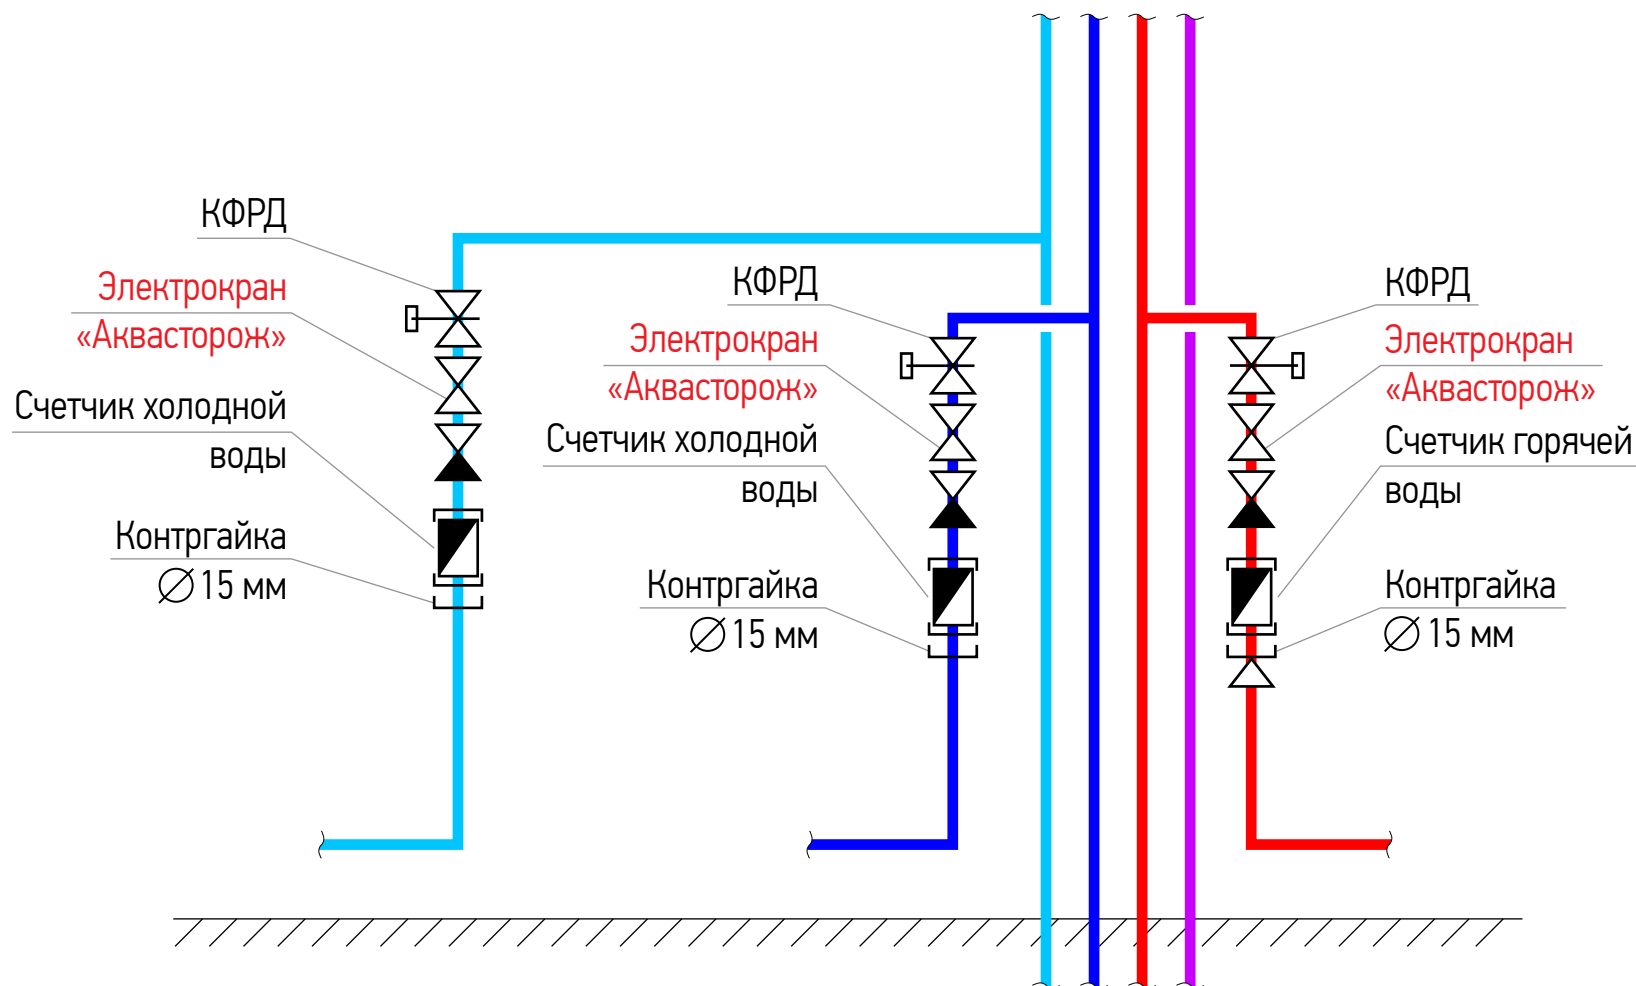 КФРД
Электрокран
«Аквасторож»
Счетчик холодной
воды
Контргайка
∅ 15 мм
КФРД
Электрокран
«Аквасторож»
Счетчик холодной
воды
Контргайка
∅ 15 мм
КФРД
Электрокран
«Аквасторож»
Счетчик горячей
воды
Контргайка
∅ 15 мм